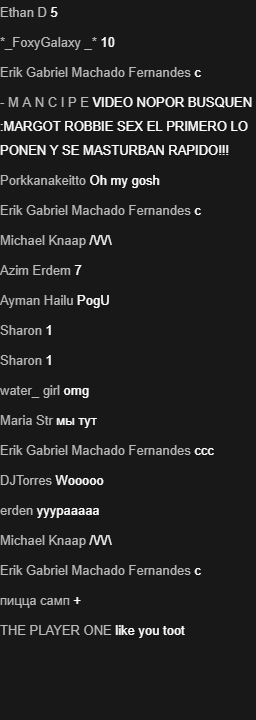 Ethan D 5
*_FoxyGalaxy _* 10
Erik Gabriel Machado Fernandes c
- M A N C I P E VIDEO NOPOR BUSQUEN
:MARGOT ROBBIE SEX EL PRIMERO LO
PONEN Y SE MASTURBAN RAPIDO!!!
Porkkanakeitto Oh my gosh
Erik Gabriel Machado Fernandes c
Michael Knaap /\/\/\
Azim Erdem 7
Ayman Hailu PogU
Sharon 1
Sharon 1
water_ girl omg
Maria Str мы тут
Erik Gabriel Machado Fernandes ccc
DJTorres Wooooo
erden yyypaaaaa
Michael Knaap /\/\/\
Erik Gabriel Machado Fernandes c
пицца самп +
THE PLAYER ONE like you toot